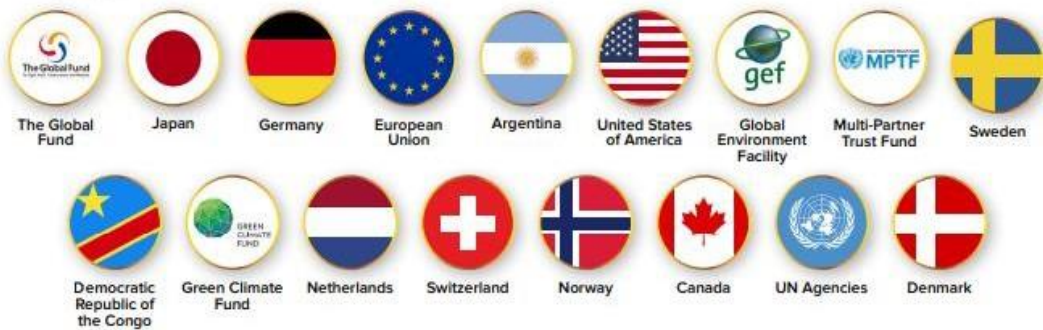 The Global Fund
MPTF
gef
GREEN
CLIMATE
FUND
The Global
Fund
Japan
Germany
European
Union
Argentina
United States
of America
Global
Environment
Facility
Multi-Partner
Trust Fund
Sweden
Democratic
Republic of
the Congo
Green Climate
Fund
Netherlands
Switzerland
Norway
Canada
UN Agencies
Denmark